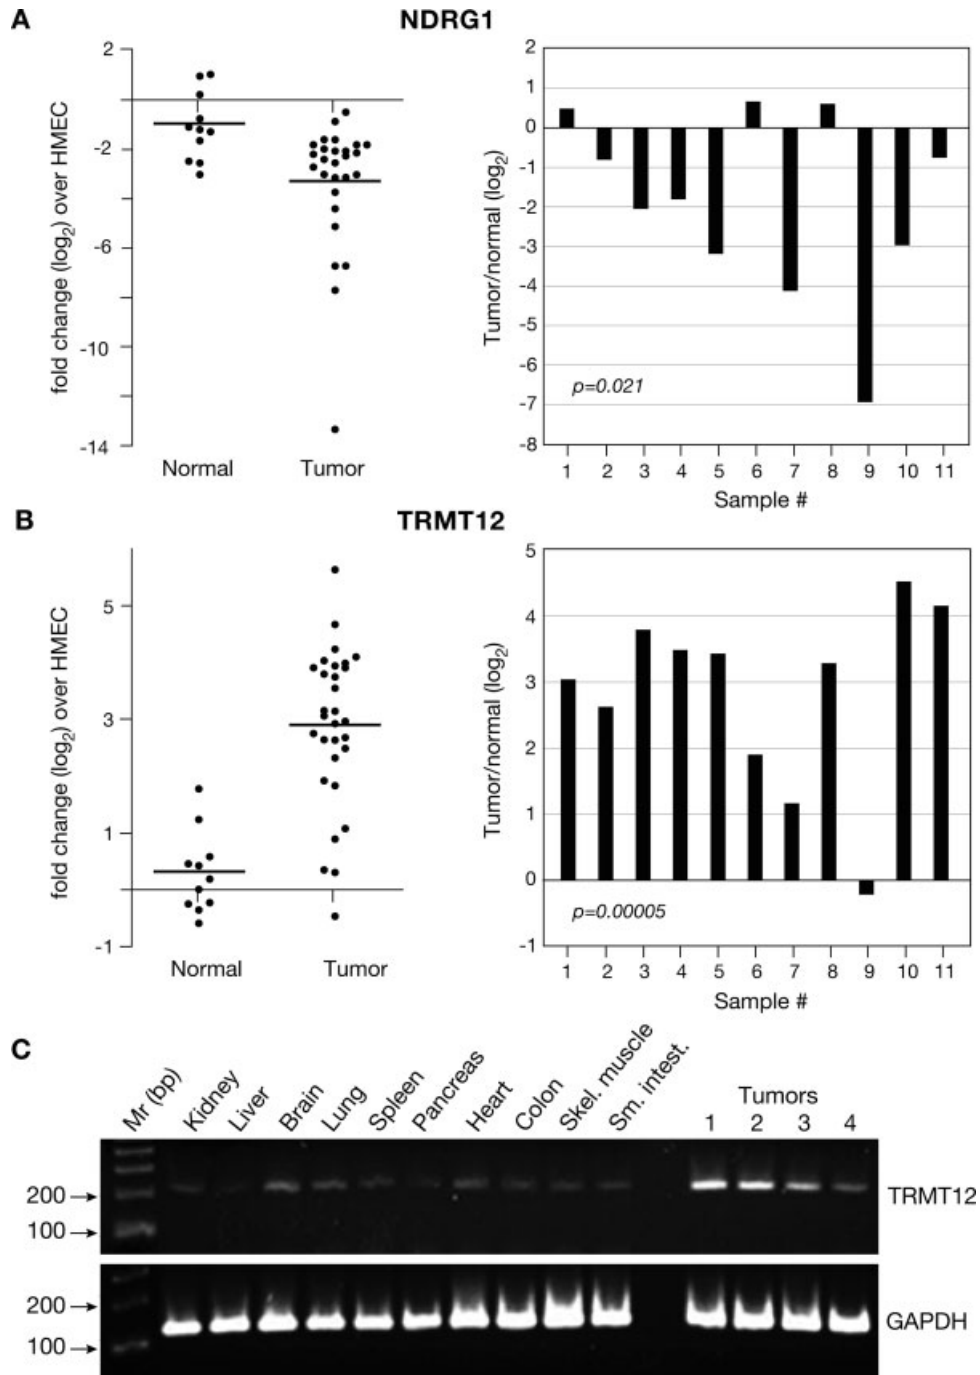 A
NDRG1
fold change (log2) over HMEC
2
-2
-6
-10
-14
Normal Tumor
Tumor/normal (log2)
2
1
0
-1
-2
-3
-4
-5
-6
-7
-8
p=0.021
1 2 3 4 5 6 7 8 9 10 11
Sample #
B
TRMT12
fold change (log2) over HMEC
5
3
1
-1
Normal Tumor
Tumor/normal (log2)
5
4
3
2
1
0
-1
p=0.00005
1 2 3 4 5 6 7 8 9 10 11
Sample #
C
Mr (bp) Kidney Liver Brain Lung Spleen Pancreas Heart Colon Skel. muscle Sm. intest.
Tumors
1 2 3 4
200→
100→
TRMT12
200→
100→
GAPDH